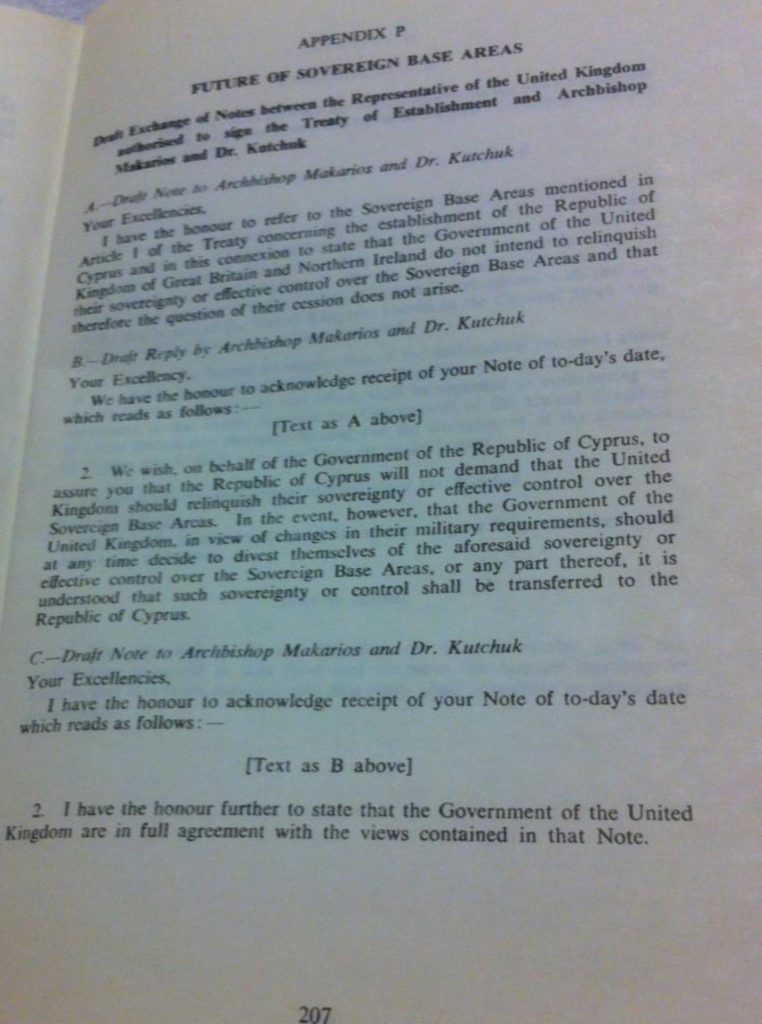 APPENDIX P
FUTURE OF SOVEREIGN BASE AREAS
Draft Exchange of Notes between the Representative of the United Kingdom
authorised to sign the Treaty of Establishment and Archbishop
Makarios and Dr. Kutchuk
A.—Draft Note to Archbishop Makarios and Dr. Kutchuk
Your Excellencies,
I have the honour to refer to the Sovereign Base Areas mentioned in
Article 1 of the Treaty concerning the establishment of the Republic of
Cyprus and in this connexion to state that the Government of the United
Kingdom of Great Britain and Northern Ireland do not intend to relinquish
their sovereignty or effective control over the Sovereign Base Areas and that
therefore the question of their cession does not arise.
B.—Draft Reply by Archbishop Makarios and Dr. Kutchuk
Your Excellency,
We have the honour to acknowledge receipt of your Note of to-day's date,
which reads as follows:—
[Text as A above]
2. We wish, on behalf of the Government of the Republic of Cyprus, to
assure you that the Republic of Cyprus will not demand that the United
Kingdom should relinquish their sovereignty or effective control over the
Sovereign Base Areas. In the event, however, that the Government of the
United Kingdom, in view of changes in their military requirements, should
at any time decide to divest themselves of the aforesaid sovereignty or
effective control over the Sovereign Base Areas, or any part thereof, it is
understood that such sovereignty or control shall be transferred to the
Republic of Cyprus.
C.—Draft Note to Archbishop Makarios and Dr. Kutchuk
Your Excellencies,
I have the honour to acknowledge receipt of your Note of to-day's date
which reads as follows:—
[Text as B above]
2. I have the honour further to state that the Government of the United
Kingdom are in full agreement with the views contained in that Note.
207